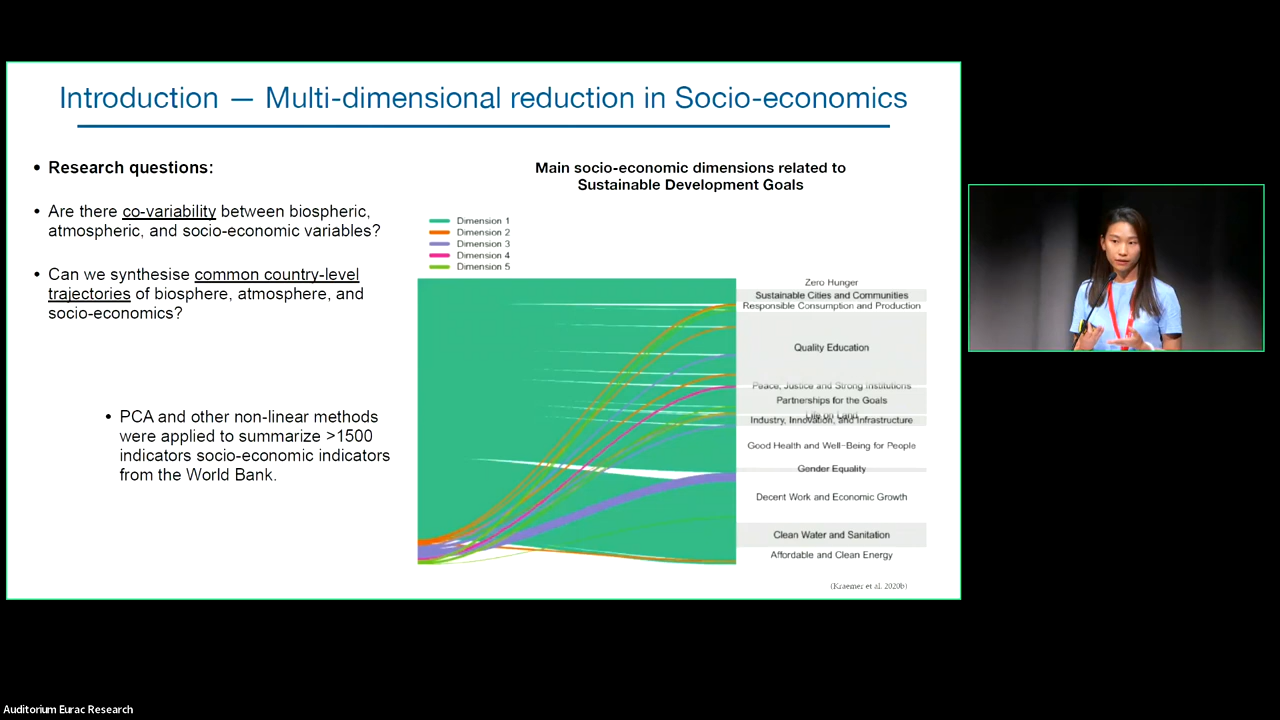 Introduction — Multi-dimensional reduction in Socio-economics
• Research questions:
• Are there co-variability between biospheric,
atmospheric, and socio-economic variables?
• Can we synthesise common country-level
trajectories of biosphere, atmosphere, and
socio-economics?
• PCA and other non-linear methods
were applied to summarize >1500
indicators socio-economic indicators
from the World Bank.
Main socio-economic dimensions related to
Sustainable Development Goals
Dimension 1
Dimension 2
Dimension 3
Dimension 4
Dimension 5
Zero Hunger
Sustainable Cities and Communities
Responsible Consumption and Production
Quality Education
Peace, Justice and Strong Institutions
Partnerships for the Goals
Life on Land
Industry, Innovation, and Infrastructure
Good Health and Well-Being for People
Gender Equality
Decent Work and Economic Growth
Clean Water and Sanitation
Affordable and Clean Energy
(Kraemer et al, 2020b)
Auditorium Eurac Research